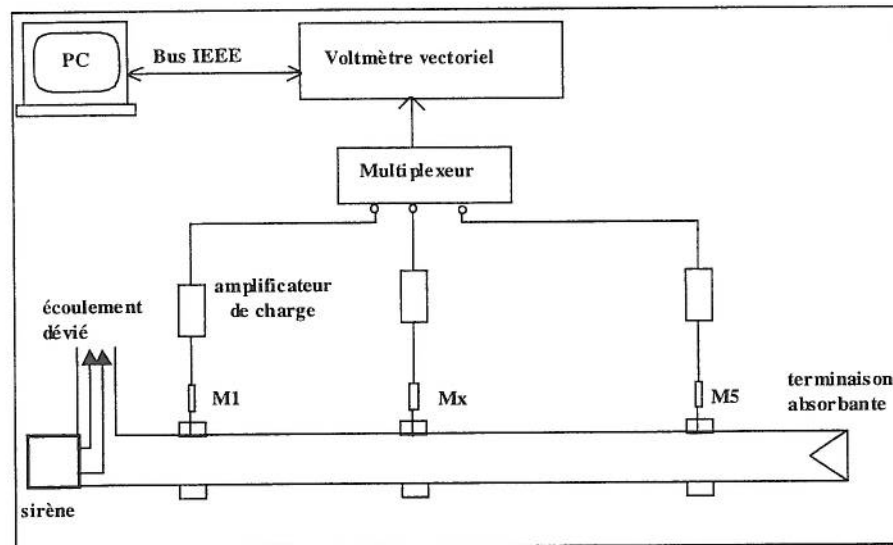 PC
Bus IEEE
Voltmètre vectoriel
Multiplexeur
amplificateur
de charge
écoulement
dévié
M1
Mx
M5
terminaison
absorbante
sirène